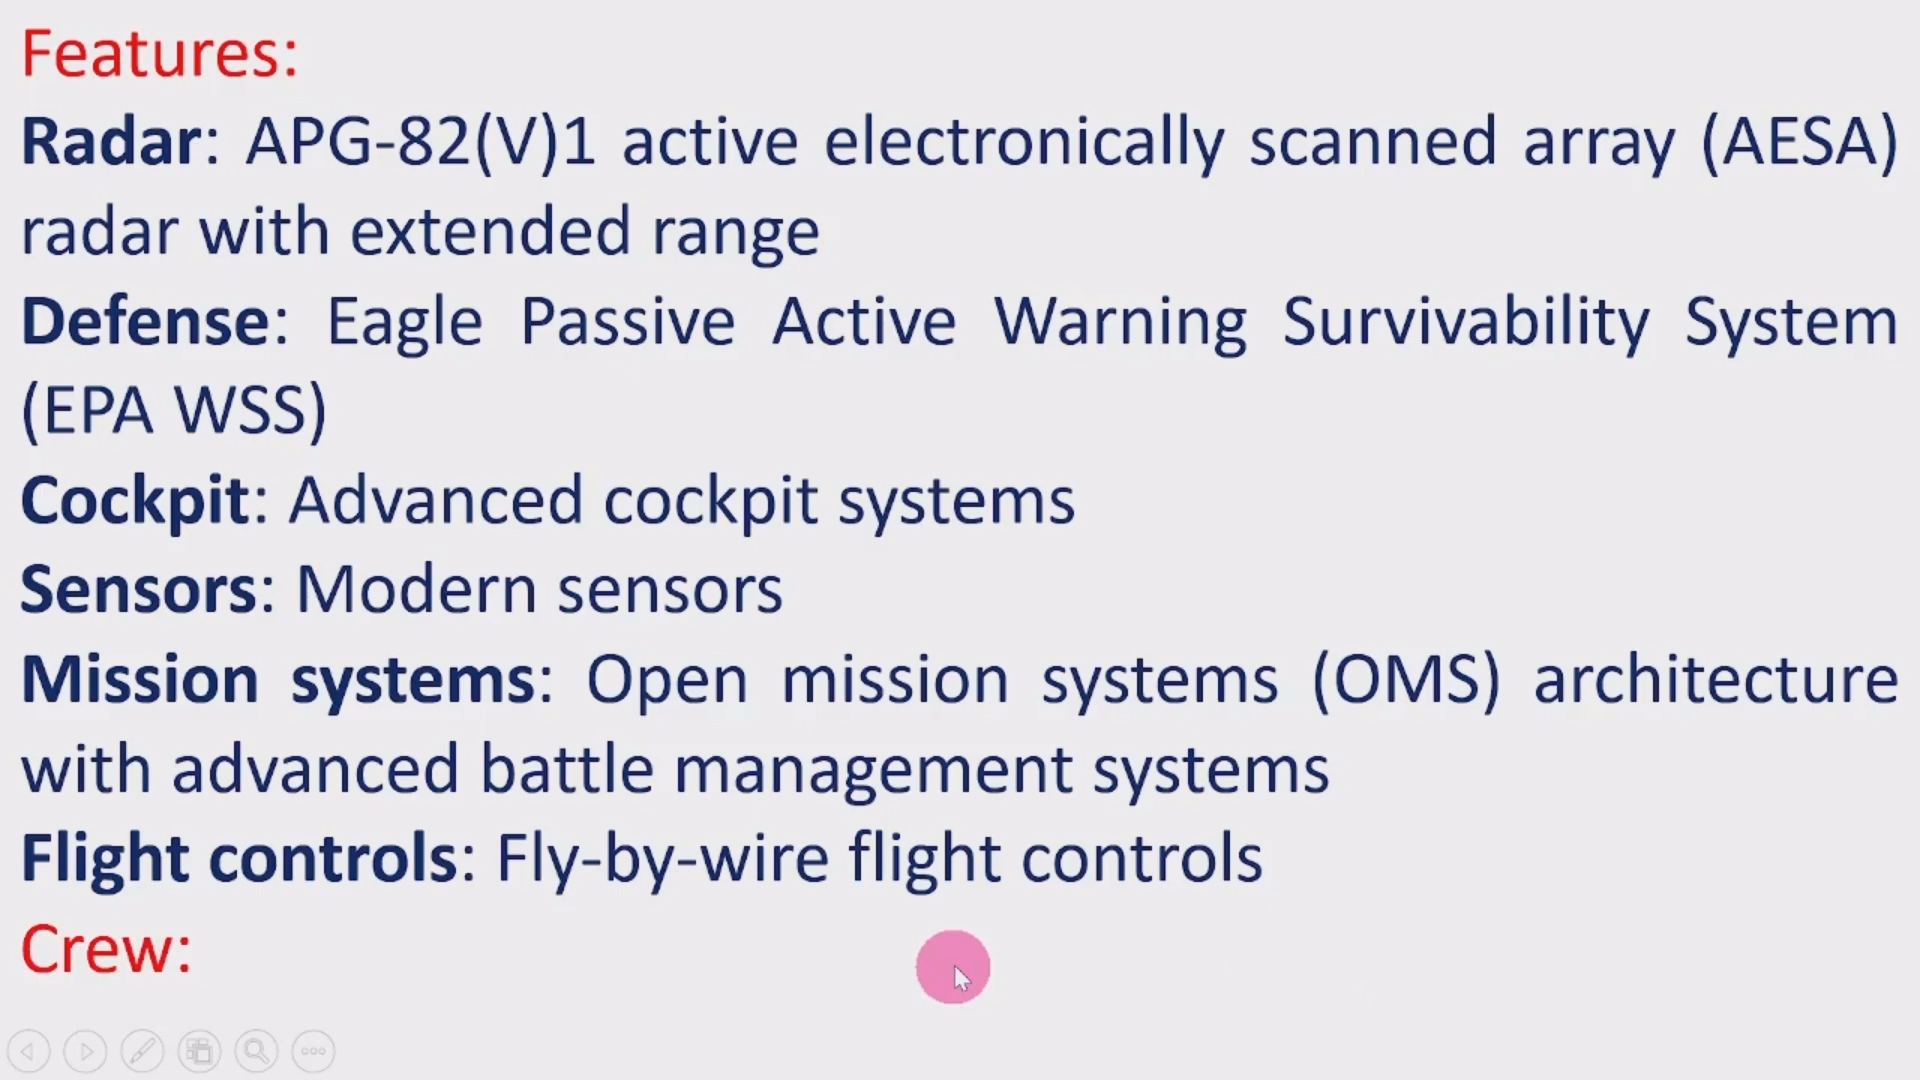 Features:
Radar: APG-82(V)1 active electronically scanned array (AESA)
radar with extended range
Defense: Eagle Passive Active Warning Survivability System
(EPA WSS)
Cockpit: Advanced cockpit systems
Sensors: Modern sensors
Mission systems: Open mission systems (OMS) architecture
with advanced battle management systems
Flight controls: Fly-by-wire flight controls
Crew: